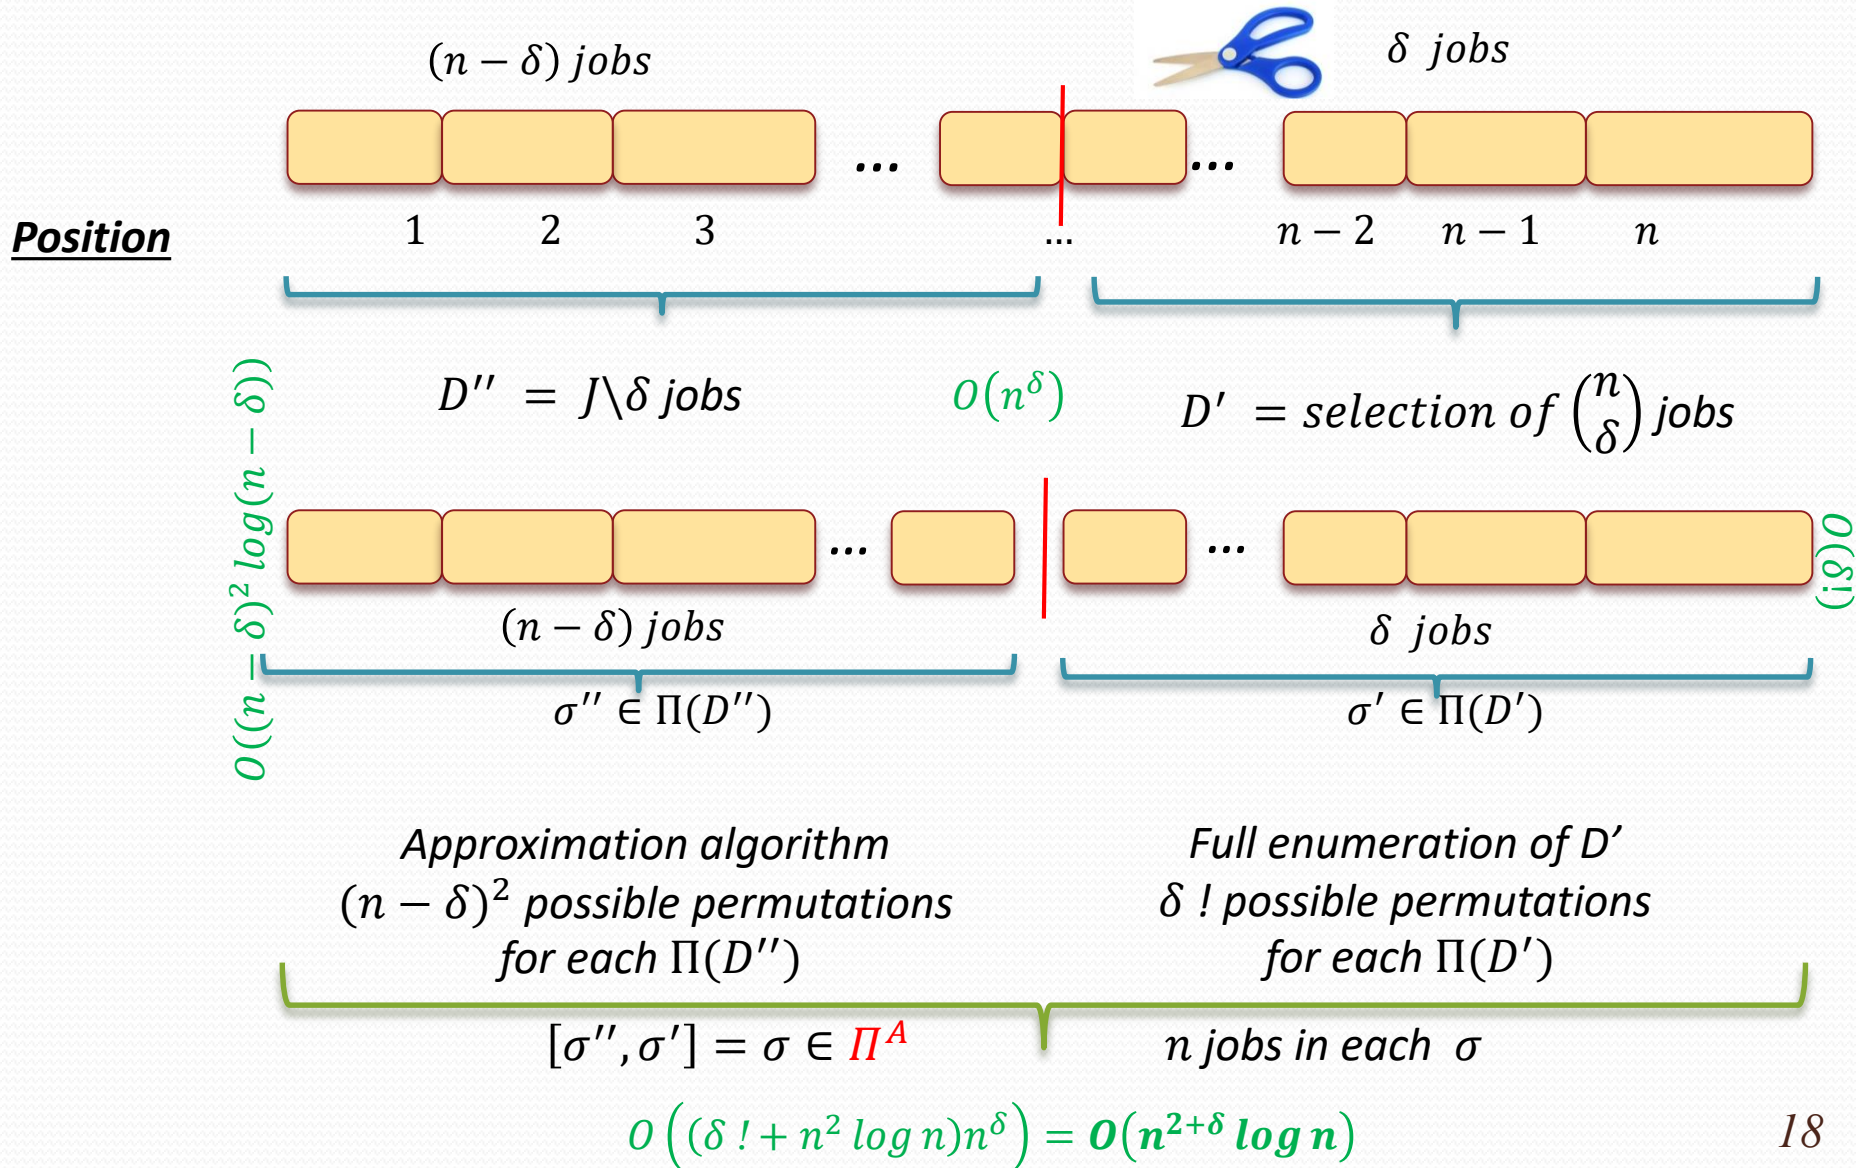 (n − δ) jobs
δ jobs
... ...
Position 1 2 3 ... n − 2 n − 1 n
D′′ = J\δ jobs
O(n^δ)
D′ = selection of (n δ) jobs
O((n − δ)² log(n − δ))
... ...
O(δ!)
(n − δ) jobs
δ jobs
σ′′ ∈ Π(D′′)
σ′ ∈ Π(D′)
Approximation algorithm
(n − δ)² possible permutations
for each Π(D′′)
Full enumeration of D’
δ ! possible permutations
for each Π(D′)
[σ′′, σ′] = σ ∈ Π^A
n jobs in each σ
O((δ ! + n² log n)n^δ) = O(n^{2+δ} log n)
18